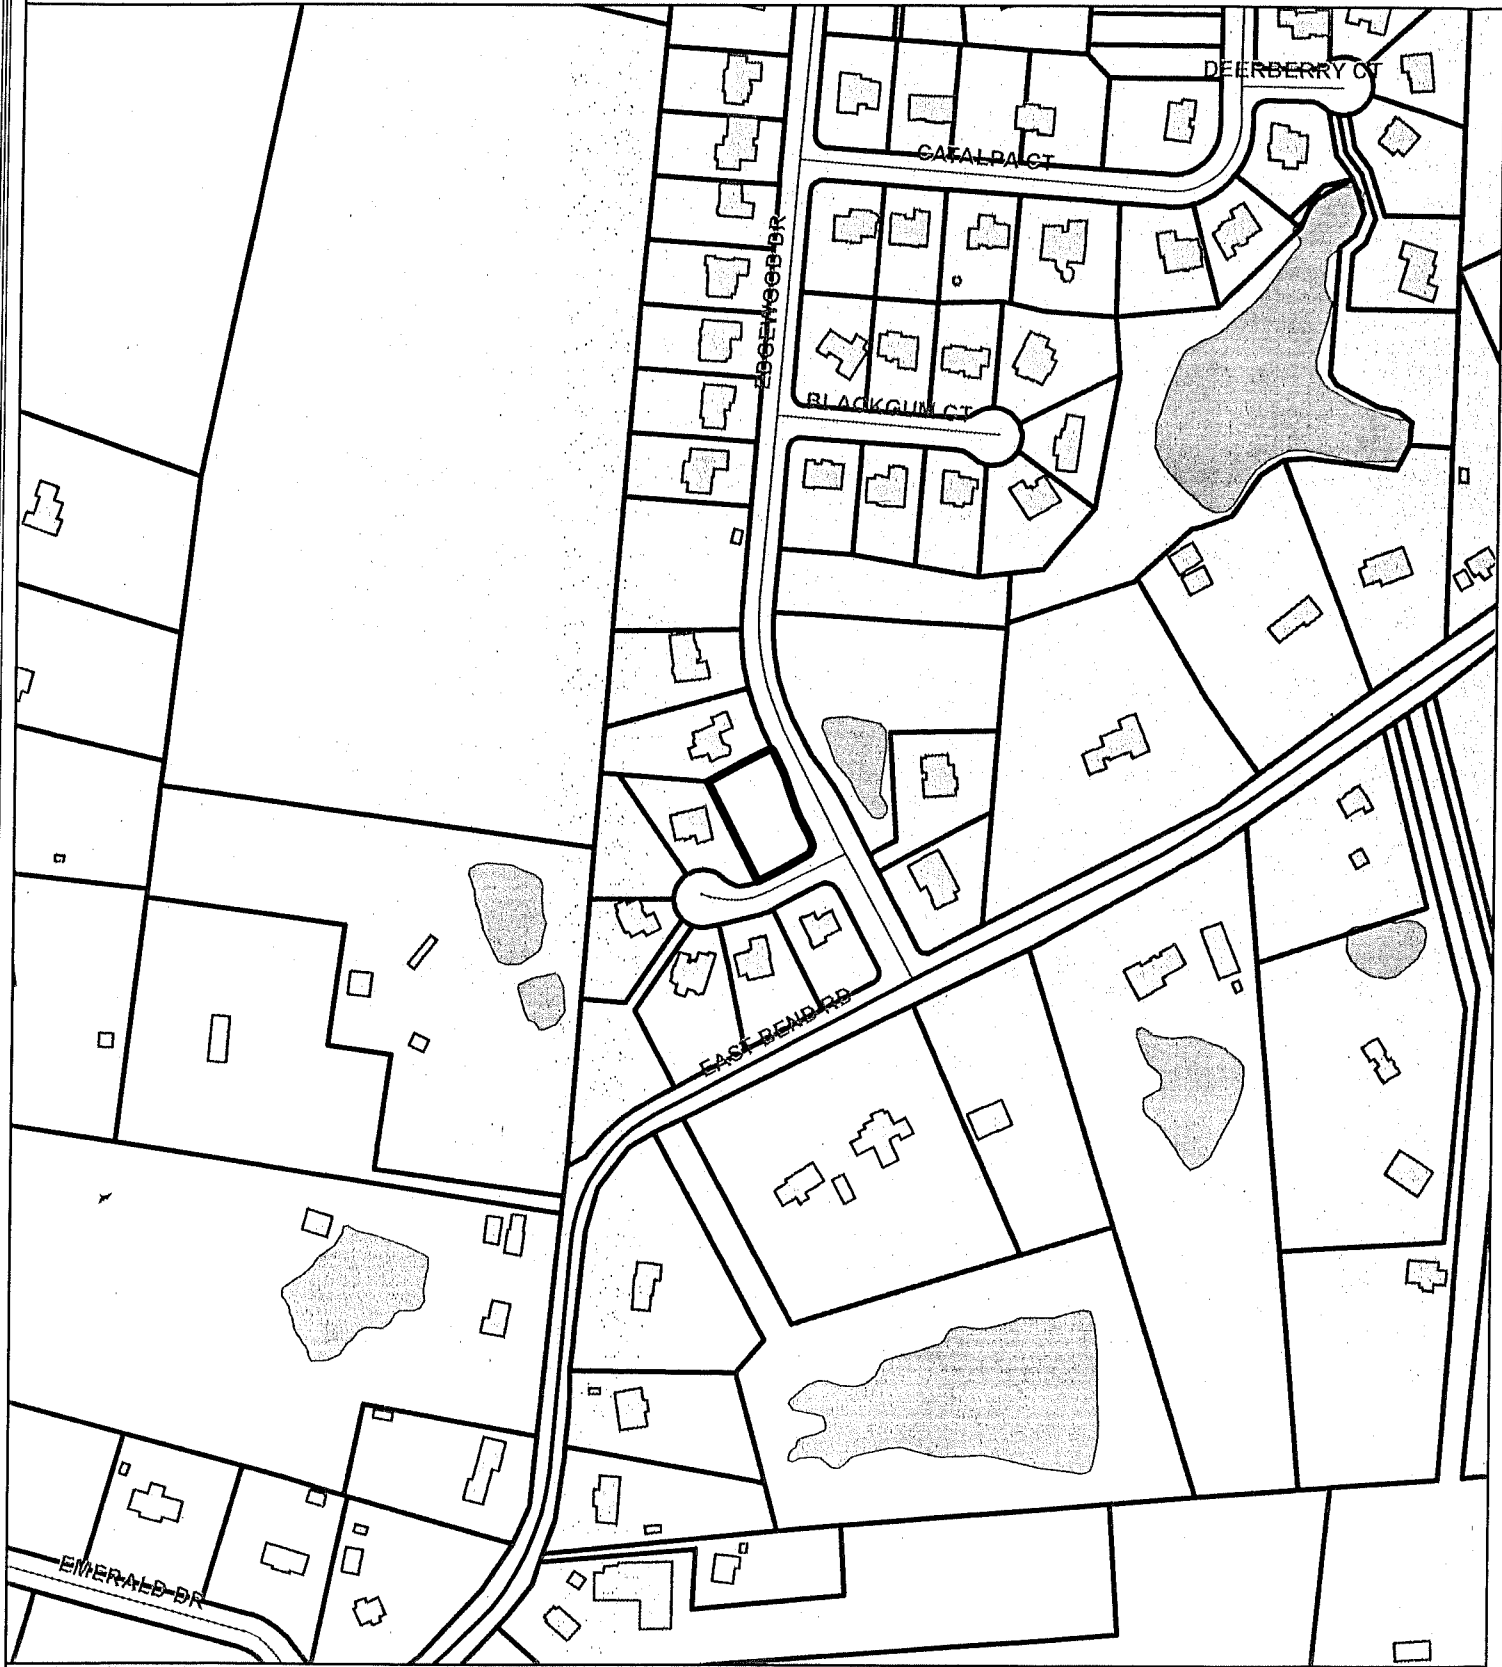 DEERBERRY CT
CATALPA CT
EDGEWOOD DR
BLACKGUM CT
EAST BEND RD
EMERALD DR